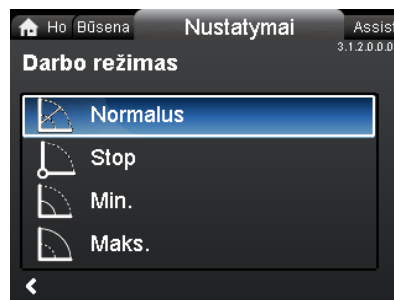 Ho Būsena Nustatymai Assist
3.1.2.0.0.0
Darbo režimas
Normalus
Stop
Min.
Maks.